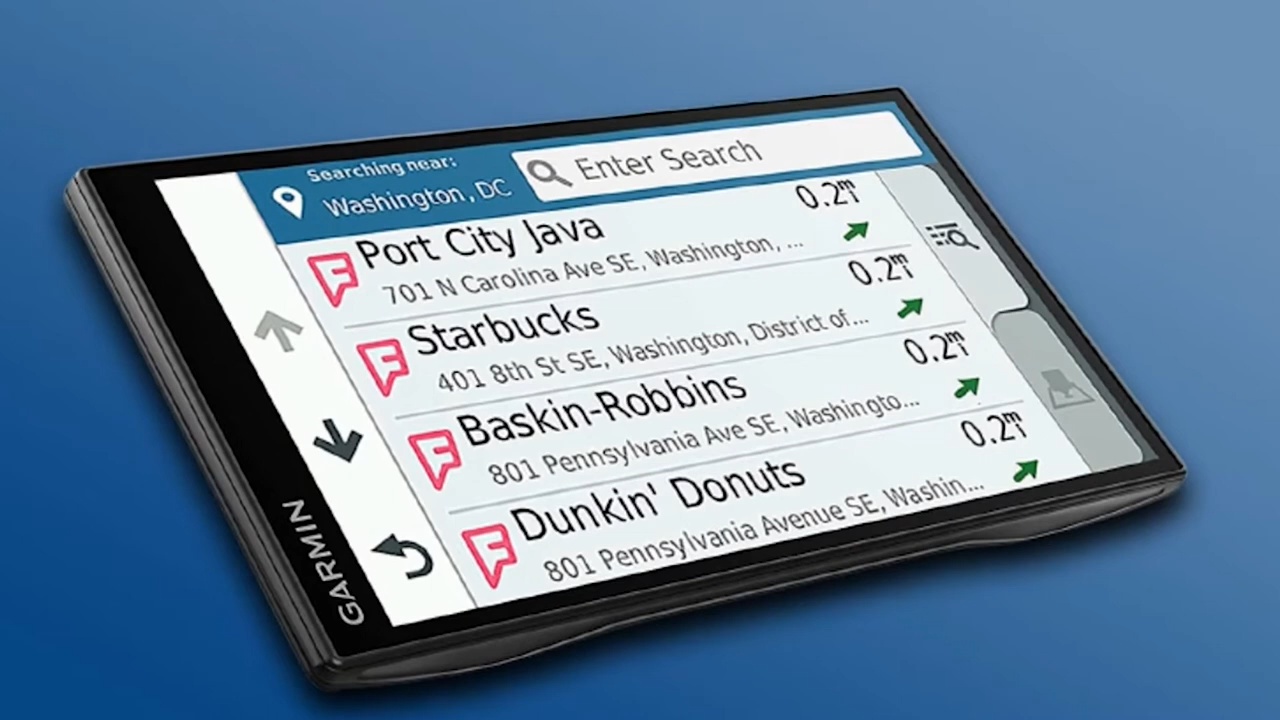 Searching near:
Washington, DC
Enter Search
Port City Java
0.2mi
701 N Carolina Ave SE, Washington, ...
Starbucks
0.2mi
401 8th St SE, Washington, District of...
Baskin-Robbins
0.2mi
801 Pennsylvania Ave SE, Washingto...
Dunkin' Donuts
0.2mi
801 Pennsylvania Avenue SE, Washin...
GARMIN